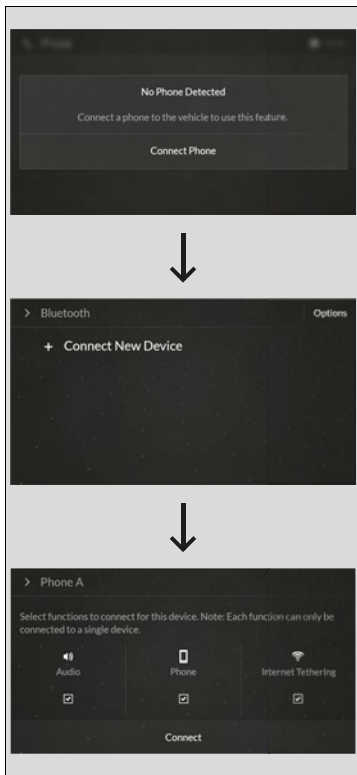 No Phone Detected
Connect a phone to the vehicle to use this feature.
Connect Phone
> Bluetooth Options
+ Connect New Device
> Phone A
Select functions to connect for this device. Note: Each function can only be
connected to a single device.
Audio Phone Internet Tethering
Connect